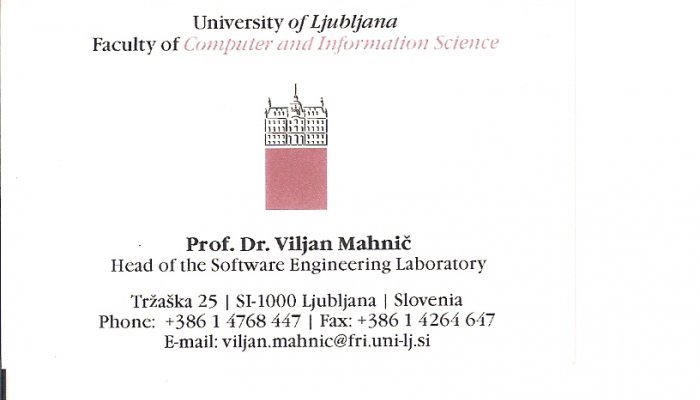 University of Ljubljana
Faculty of Computer and Information Science
Prof. Dr. Viljan Mahnič
Head of the Software Engineering Laboratory
Tržaška 25 | SI-1000 Ljubljana | Slovenia
Phone: +386 1 4768 447 | Fax: +386 1 4264 647
E-mail: viljan.mahnic@fri.uni-lj.si